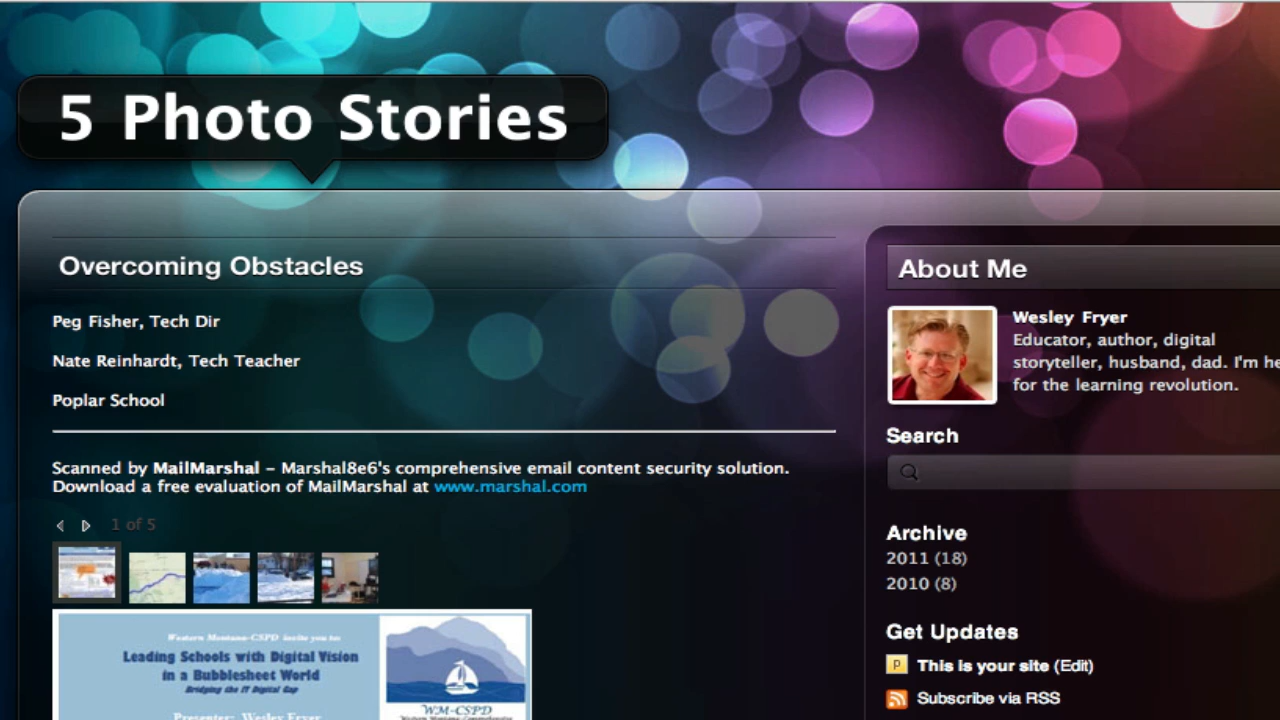 5 Photo Stories
Overcoming Obstacles
Peg Fisher, Tech Dir
Nate Reinhardt, Tech Teacher
Poplar School
Scanned by MailMarshal - Marshal8e6's comprehensive email content security solution.
Download a free evaluation of MailMarshal at www.marshal.com
1 of 5
Western Montana-CSPD invite you to:
Leading Schools with Digital Vision
in a Bubblesheet World
Bridging the IT Digital Gap
Presenter: Wesley Fryer
WM-CSPD
Western Montana Comprehensive
About Me
Wesley Fryer
Educator, author, digital
storyteller, husband, dad. I'm he
for the learning revolution.
Search
Archive
2011 (18)
2010 (8)
Get Updates
P
This is your site (Edit)
Subscribe via RSS